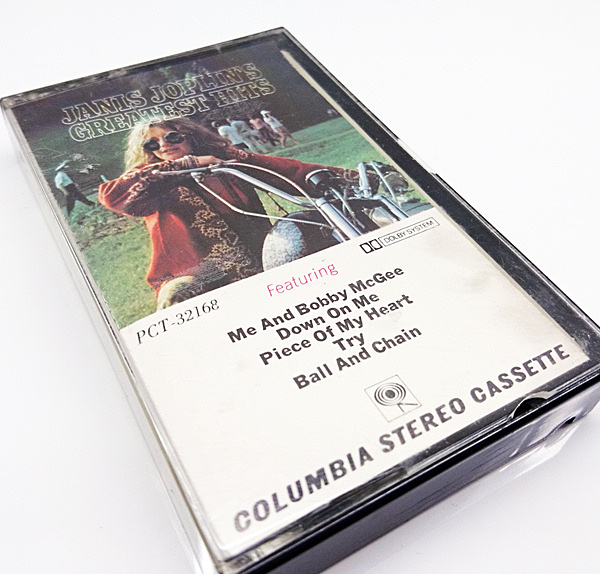 JANIS JOPLIN'S
GREATEST HITS
DOLBY SYSTEM
PCT-32168
Featuring
Me And Bobby McGee
Down On Me
Piece Of My Heart
Try
Ball And Chain
COLUMBIA STEREO CASSETTE